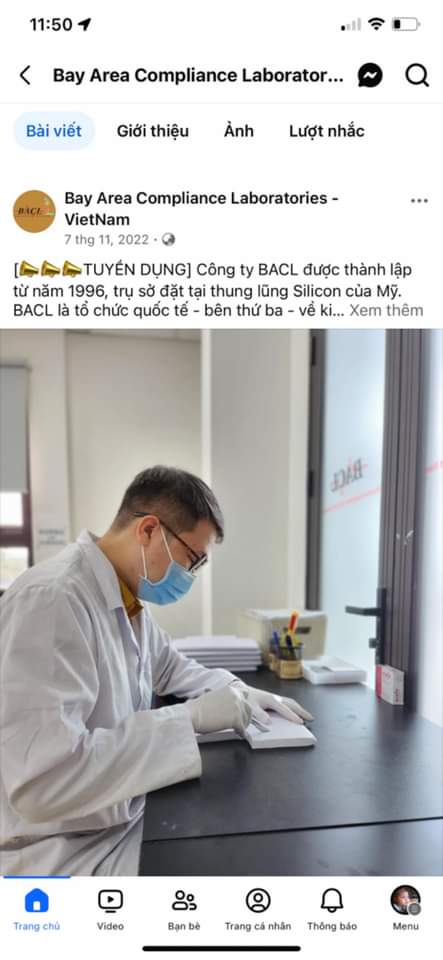 11:50
Bay Area Compliance Laborator...
Bài viết
Giới thiệu
Ảnh
Lượt nhắc
BACL
Bay Area Compliance Laboratories -
VietNam
7 thg 11, 2022 ·
[📣📣📣TUYỂN DỤNG] Công ty BACL được thành lập
từ năm 1996, trụ sở đặt tại thung lũng Silicon của Mỹ.
BACL là tổ chức quốc tế - bên thứ ba - về ki... Xem thêm
BACL
Trang chủ
Video
Bạn bè
Trang cá nhân
Thông báo
Menu